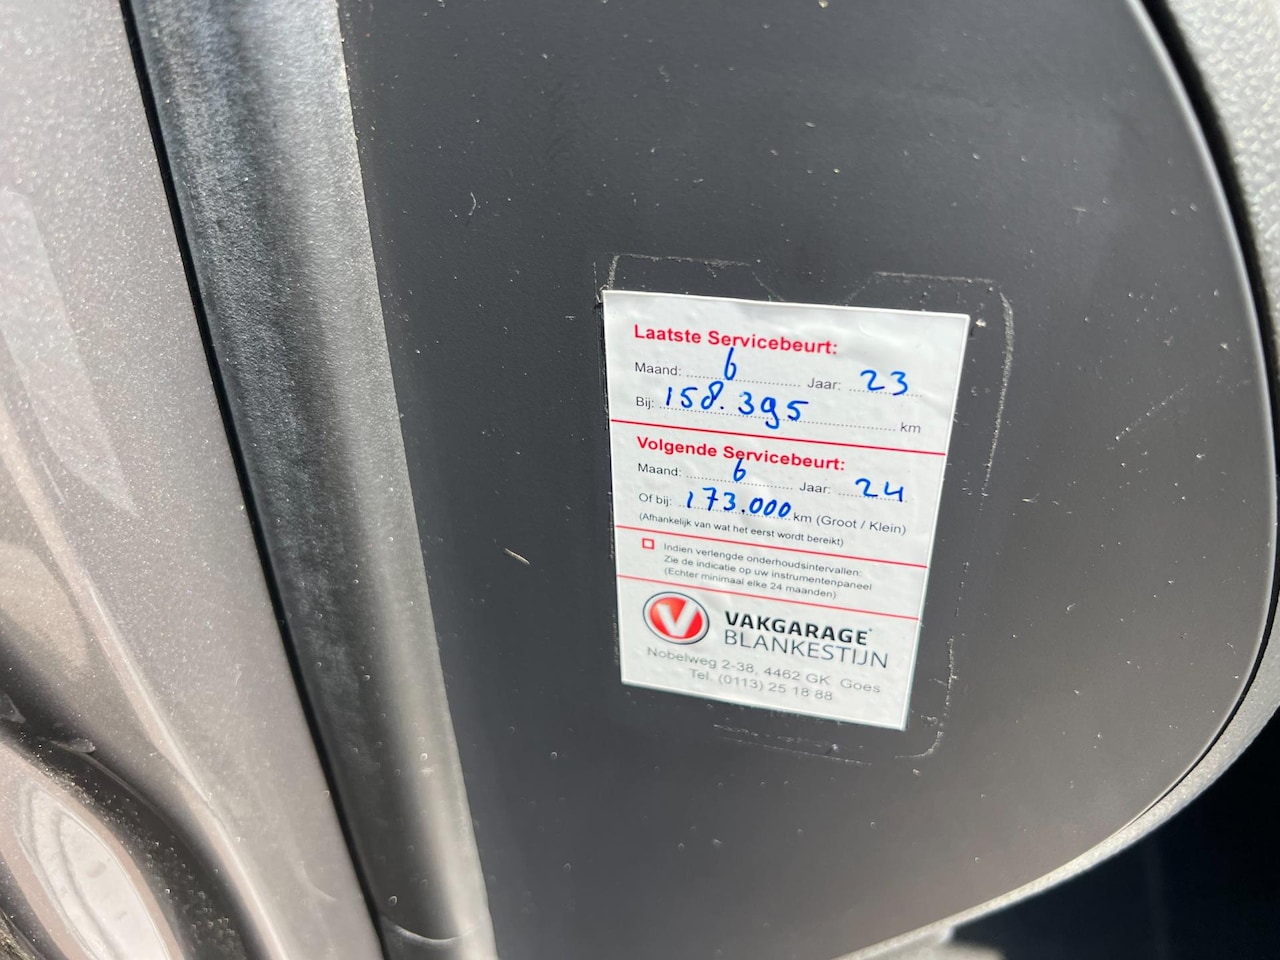 Laatste Servicebeurt:
Maand: 6 Jaar: 23
Bij: 158.395 km
Volgende Servicebeurt:
Maand: 6 Jaar: 24
Of bij: 173.000 km (Groot / Klein)
(Afhankelijk van wat het eerst wordt bereikt)
Indien verlengde onderhoudsintervallen:
Zie de indicatie op uw instrumentenpaneel
(Echter minimaal elke 24 maanden)
V VAKGARAGE
BLANKESTIJN
Nobelweg 2-38, 4462 GK Goes
Tel. (0113) 25 18 88